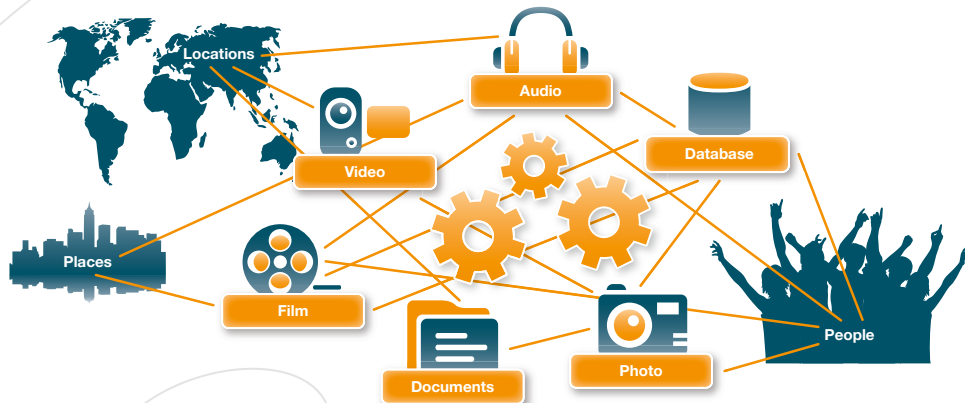 Locations
Audio
Database
Video
Places
Film
People
Photo
Documents